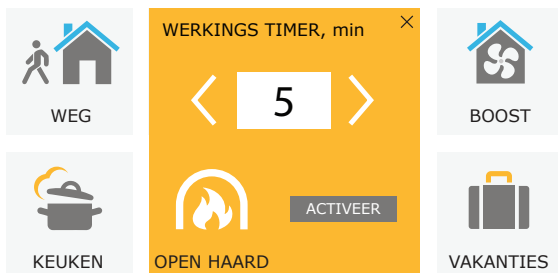 WERKINGS TIMER, min
5
WEG
BOOST
ACTIVEER
KEUKEN
OPEN HAARD
VAKANTIES